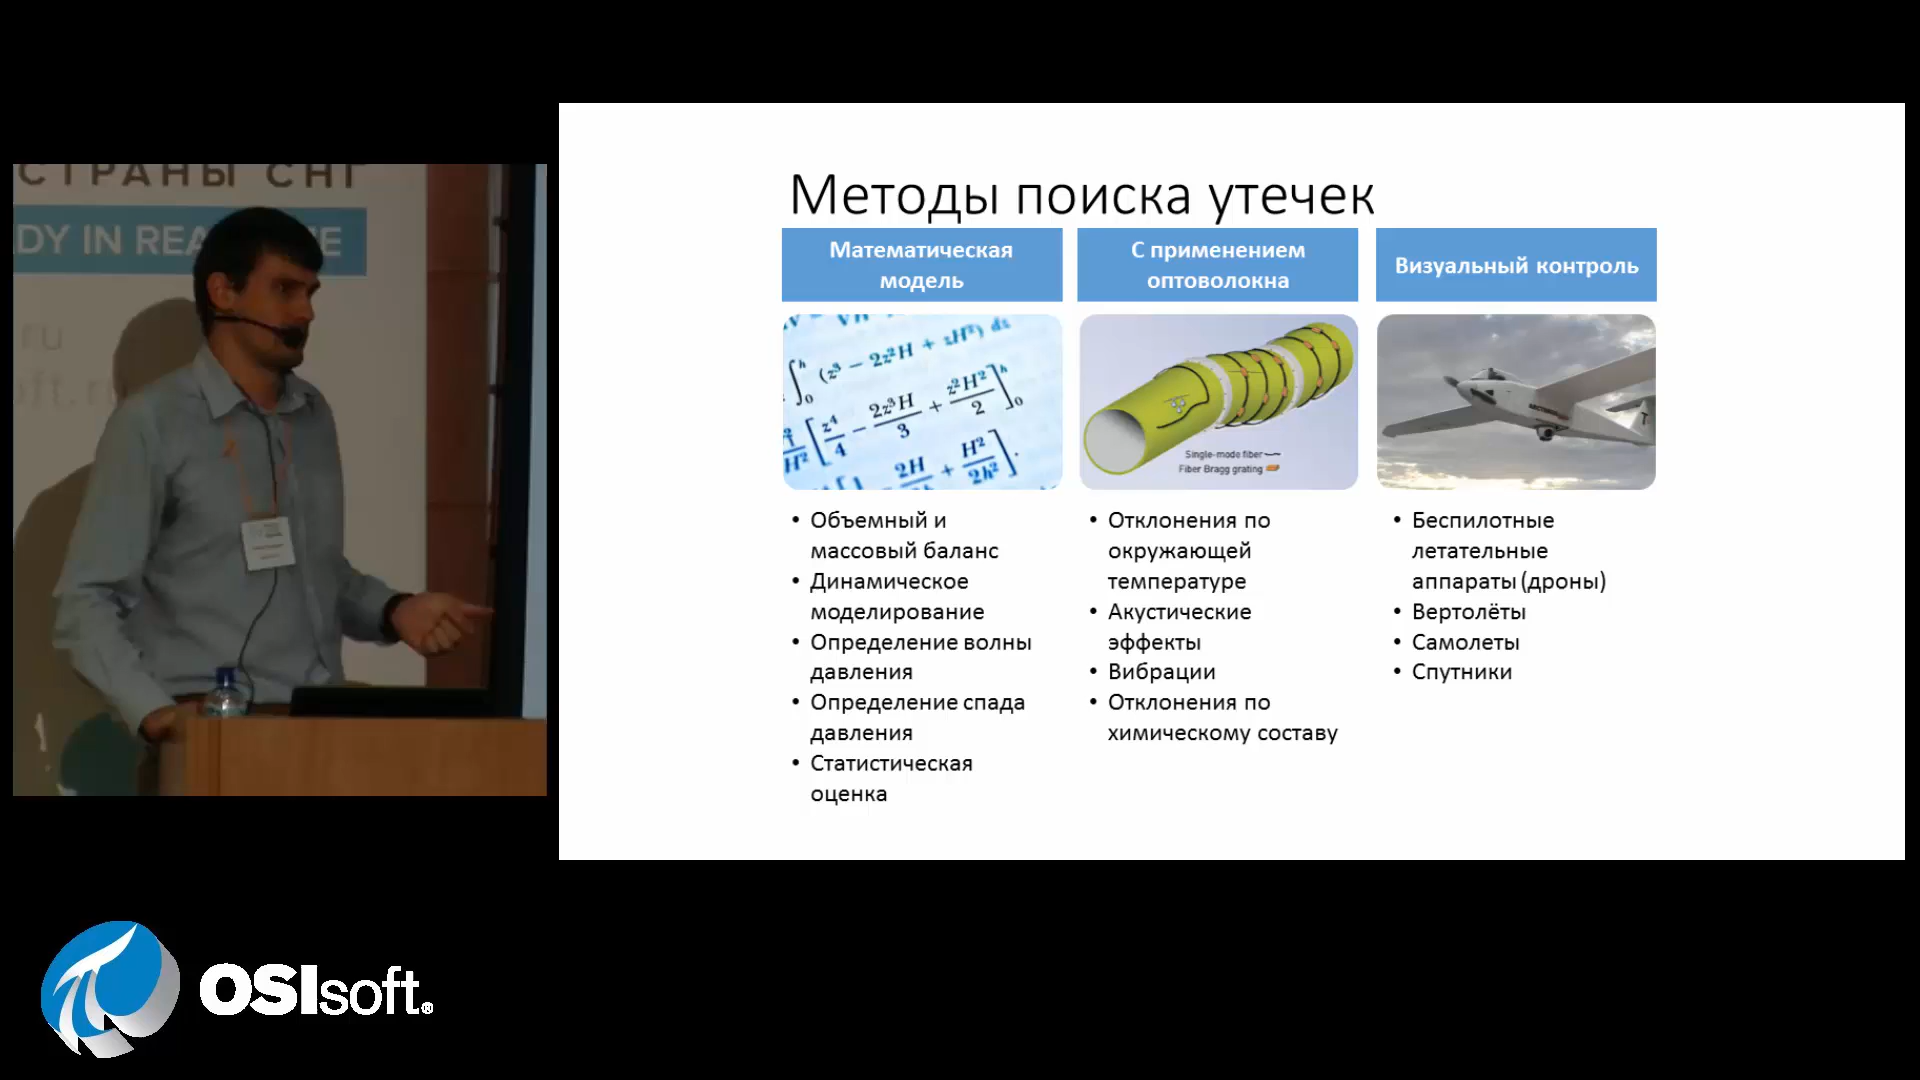 СТРАНЫ СНГ
DY IN REA
ru
oft.r
Методы поиска утечек
Математическая
модель
С применением
оптоволокна
Визуальный контроль
Single-mode fiber
Fiber Bragg grating
• Объемный и
массовый баланс
• Динамическое
моделирование
• Определение волны
давления
• Определение спада
давления
• Статистическая
оценка
• Отклонения по
окружающей
температуре
• Акустические
эффекты
• Вибрации
• Отклонения по
химическому составу
• Беспилотные
летательные
аппараты (дроны)
• Вертолёты
• Самолеты
• Спутники
OSIsoft.